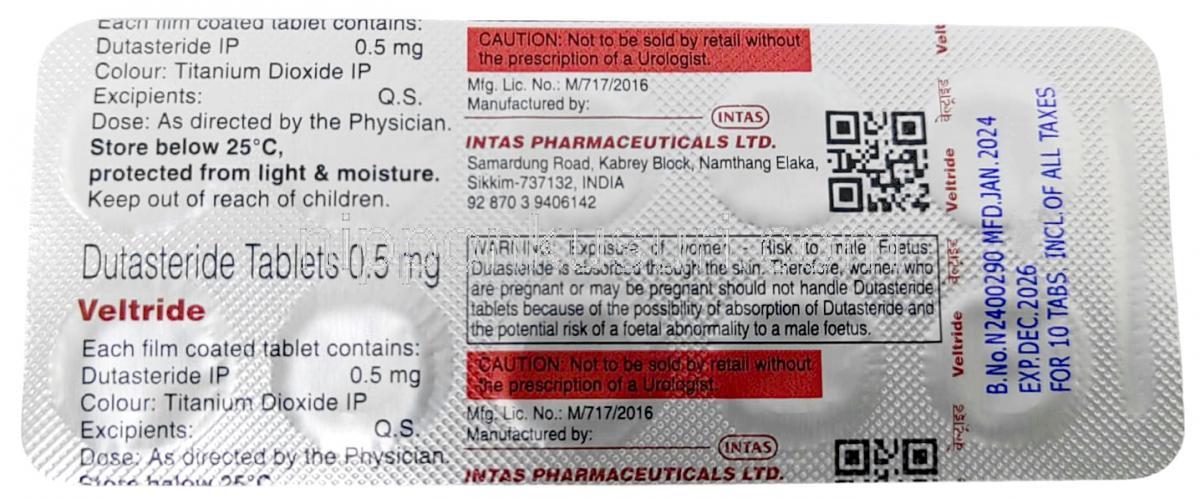 Each film coated tablet contains:
Dutasteride IP 0.5 mg
Colour: Titanium Dioxide IP
Excipients: Q.S.
Dose: As directed by the Physician.
Store below 25°C,
protected from light & moisture.
Keep out of reach of children.
Dutasteride Tablets 0.5 mg
Veltride
Each film coated tablet contains:
Dutasteride IP 0.5 mg
Colour: Titanium Dioxide IP
Excipients: Q.S.
Dose: As directed by the Physician.
Store below 25°C
CAUTION: Not to be sold by retail without
the prescription of a Urologist.
Mfg. Lic. No.: M/717/2016
Manufactured by:
INTAS
INTAS PHARMACEUTICALS LTD.
Samardung Road, Kabrey Block, Namthang Elaka,
Sikkim-737132, INDIA
92 870 3 9406142
WARNING: Exposure of women - Risk to male Foetus:
Dutasteride is absorbed through the skin. Therefore, women who
are pregnant or may be pregnant should not handle Dutasteride
tablets because of the possibility of absorption of Dutasteride and
the potential risk of a foetal abnormality to a male foetus.
CAUTION: Not to be sold by retail without
the prescription of a Urologist.
Mfg. Lic. No.: M/717/2016
Manufactured by:
INTAS
INTAS PHARMACEUTICALS LTD.
वेल्ट्राइड Veltride वेल्ट्राइड Veltride वेल्ट्राइड Vel
B.No.N2400290 MFD.JAN.2024
EXP.DEC.2026
FOR 10 TABS. INCL.OF ALL TAXES